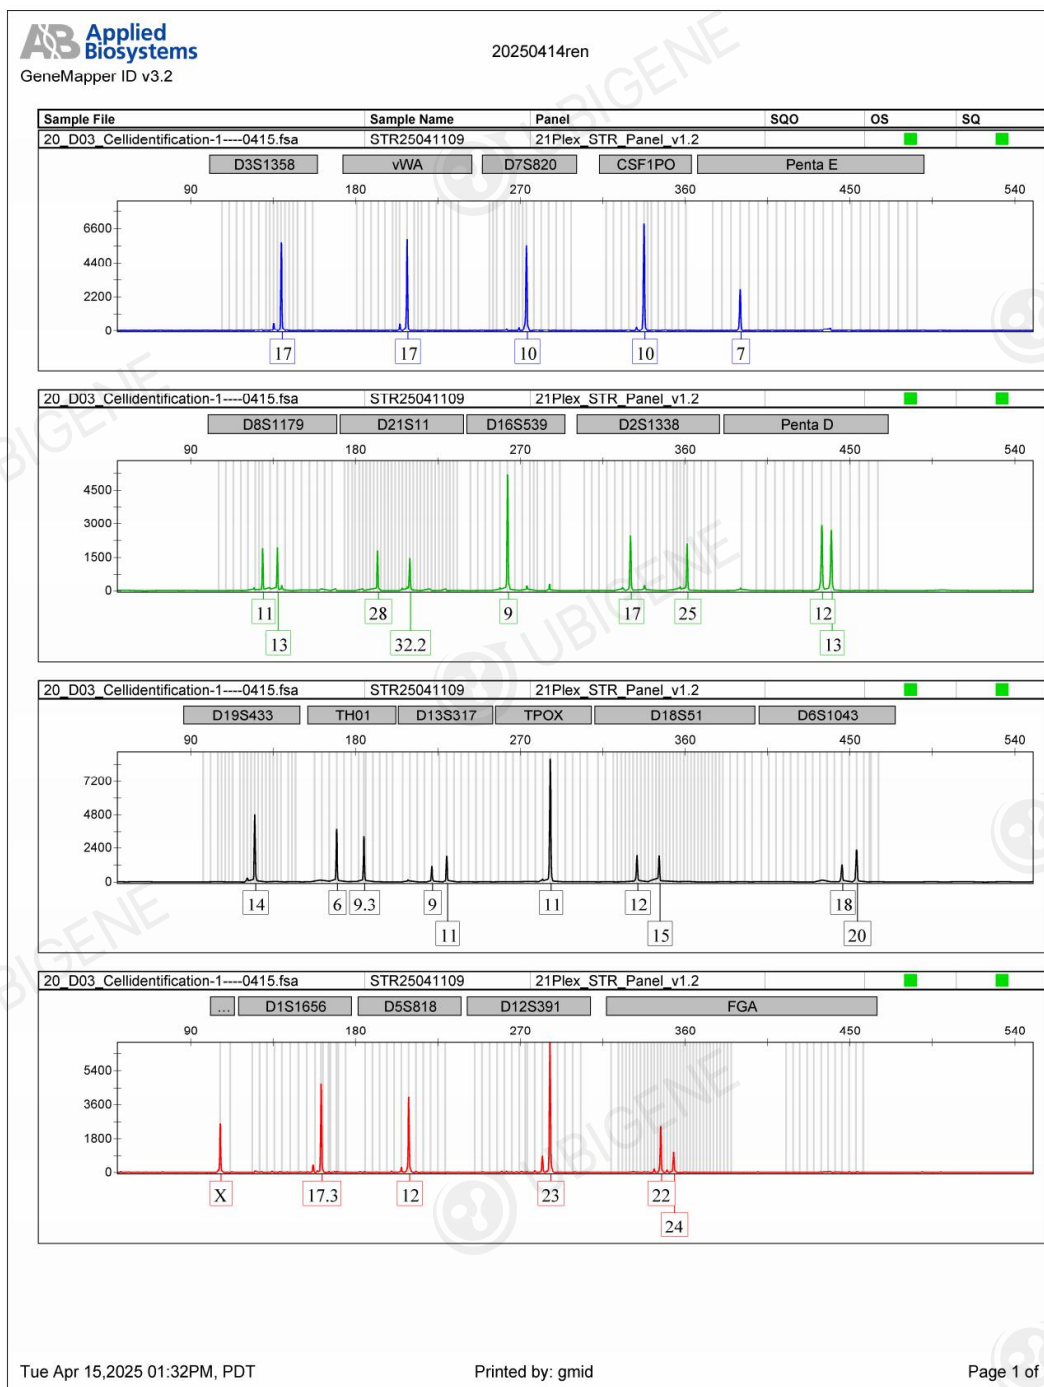 AB Applied
Biosystems
GeneMapper ID v3.2
20250414ren
Sample File Sample Name Panel SQO OS SQ
20_D03_Cellidentification-1----0415.fsa STR25041109 21Plex_STR_Panel_v1.2
D3S1358 vWA D7S820 CSF1PO Penta E
90 180 270 360 450 540
6600
4400
2200
0
17 17 10 10 7
20_D03_Cellidentification-1----0415.fsa STR25041109 21Plex_STR_Panel_v1.2
D8S1179 D21S11 D16S539 D2S1338 Penta D
90 180 270 360 450 540
4500
3000
1500
0
11 28 9 17 25 12
13 32.2 13
20_D03_Cellidentification-1----0415.fsa STR25041109 21Plex_STR_Panel_v1.2
D19S433 TH01 D13S317 TPOX D18S51 D6S1043
90 180 270 360 450 540
7200
4800
2400
0
14 6 9.3 9 11 12 18
11 15 20
20_D03_Cellidentification-1----0415.fsa STR25041109 21Plex_STR_Panel_v1.2
... D1S1656 D5S818 D12S391 FGA
90 180 270 360 450 540
5400
3600
1800
0
X 17.3 12 23 22
24
Tue Apr 15,2025 01:32PM, PDT Printed by: gmid Page 1 of
UBIGENE
UBIGENE
UBIGENE
UBIGENE
UBIGENE
UBIGENE